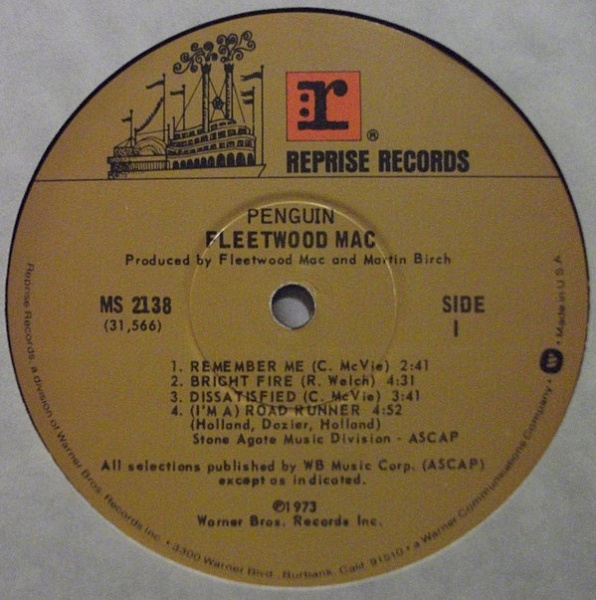 r ®
REPRISE RECORDS
PENGUIN
FLEETWOOD MAC
Produced by Fleetwood Mac and Martin Birch
MS 2138
(31,566)
SIDE
1
1. REMEMBER ME (C. McVie) 2:41
2. BRIGHT FIRE (R. Welch) 4:31
3. DISSATISFIED (C. McVie) 3:41
4. (I'M A) ROAD RUNNER 4:52
(Holland, Dozier, Holland)
Stone Agate Music Division - ASCAP
All selections published by WB Music Corp. (ASCAP)
except as indicated.
©1973
Warner Bros. Records Inc.
Reprise Records, a division of Warner Bros. Records Inc. • 3300 Warner Blvd., Burbank, Calif. 91510 • a Warner Communications Company. • W • Made in U.S.A.